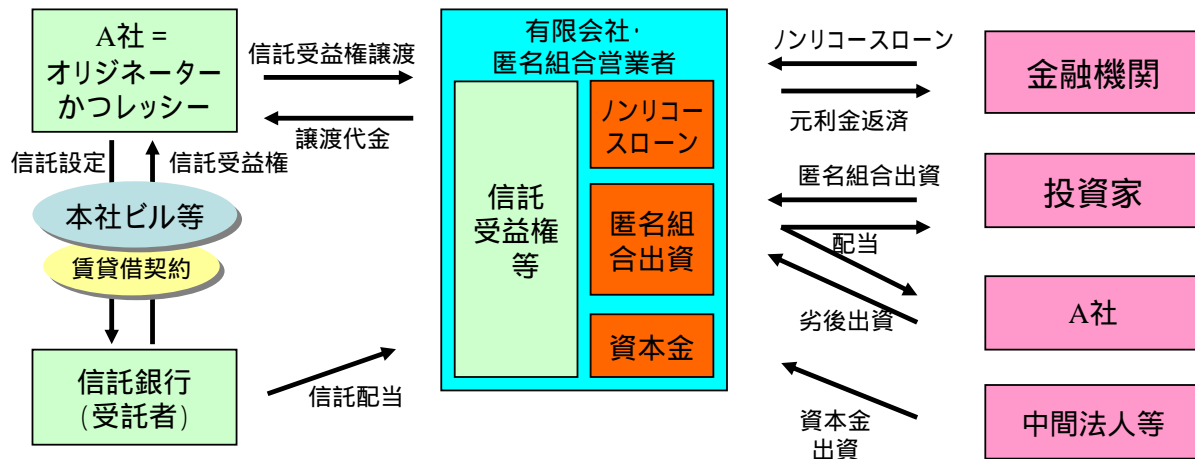 A社 =
オリジネーター
かつレッシー
信託受益権譲渡
譲渡代金
信託設定
信託受益権
本社ビル等
賃貸借契約
信託銀行
(受託者)
信託配当
有限会社・
匿名組合営業者
信託
受益権
等
ノンリコー
スローン
匿名組
合出資
資本金
ノンリコースローン
元利金返済
匿名組合出資
配当
劣後出資
資本金
出資
金融機関
投資家
A社
中間法人等